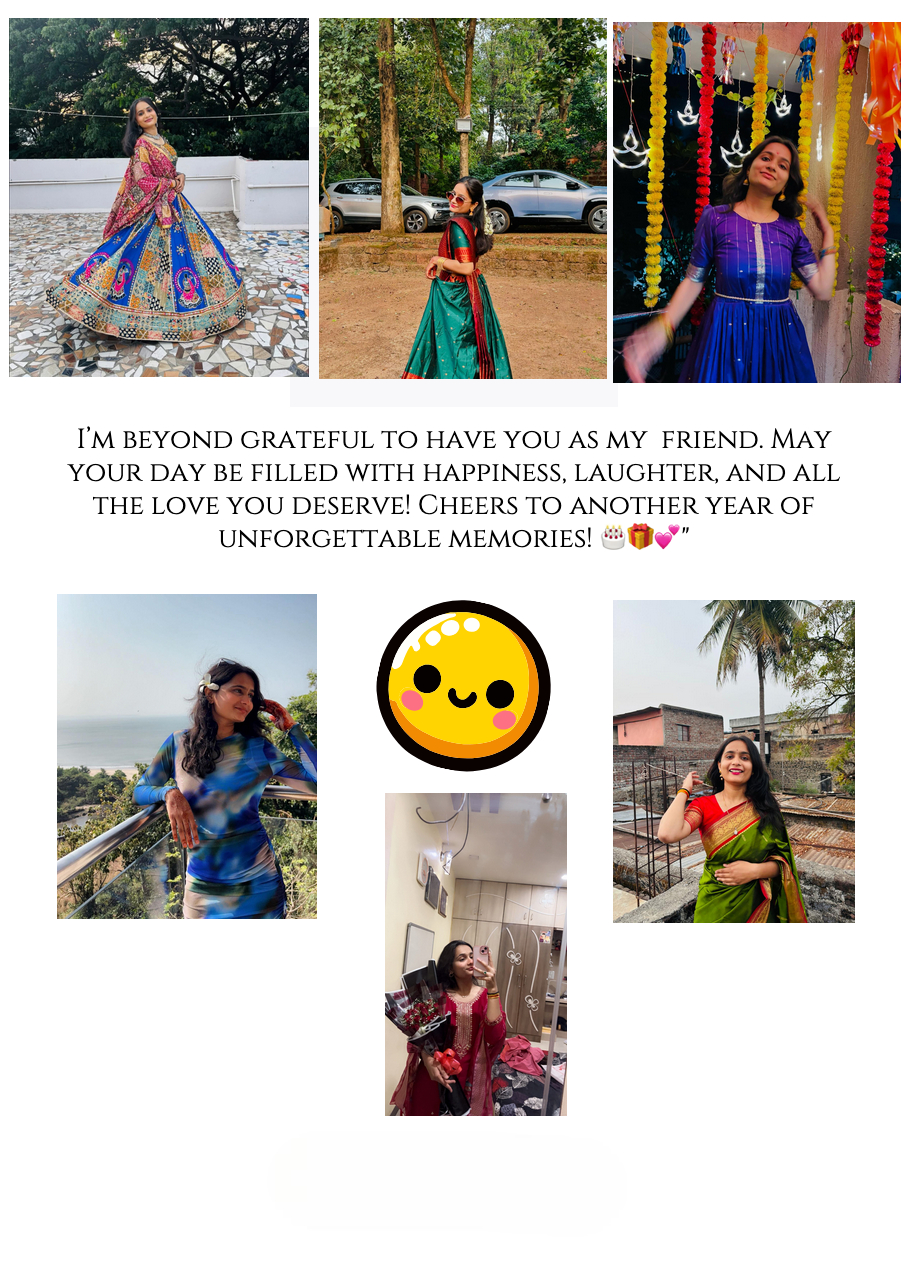 I'm beyond grateful to have you as my friend. May
your day be filled with happiness, laughter, and all
the love you deserve! Cheers to another year of
unforgettable memories! 🎂🎁💕"